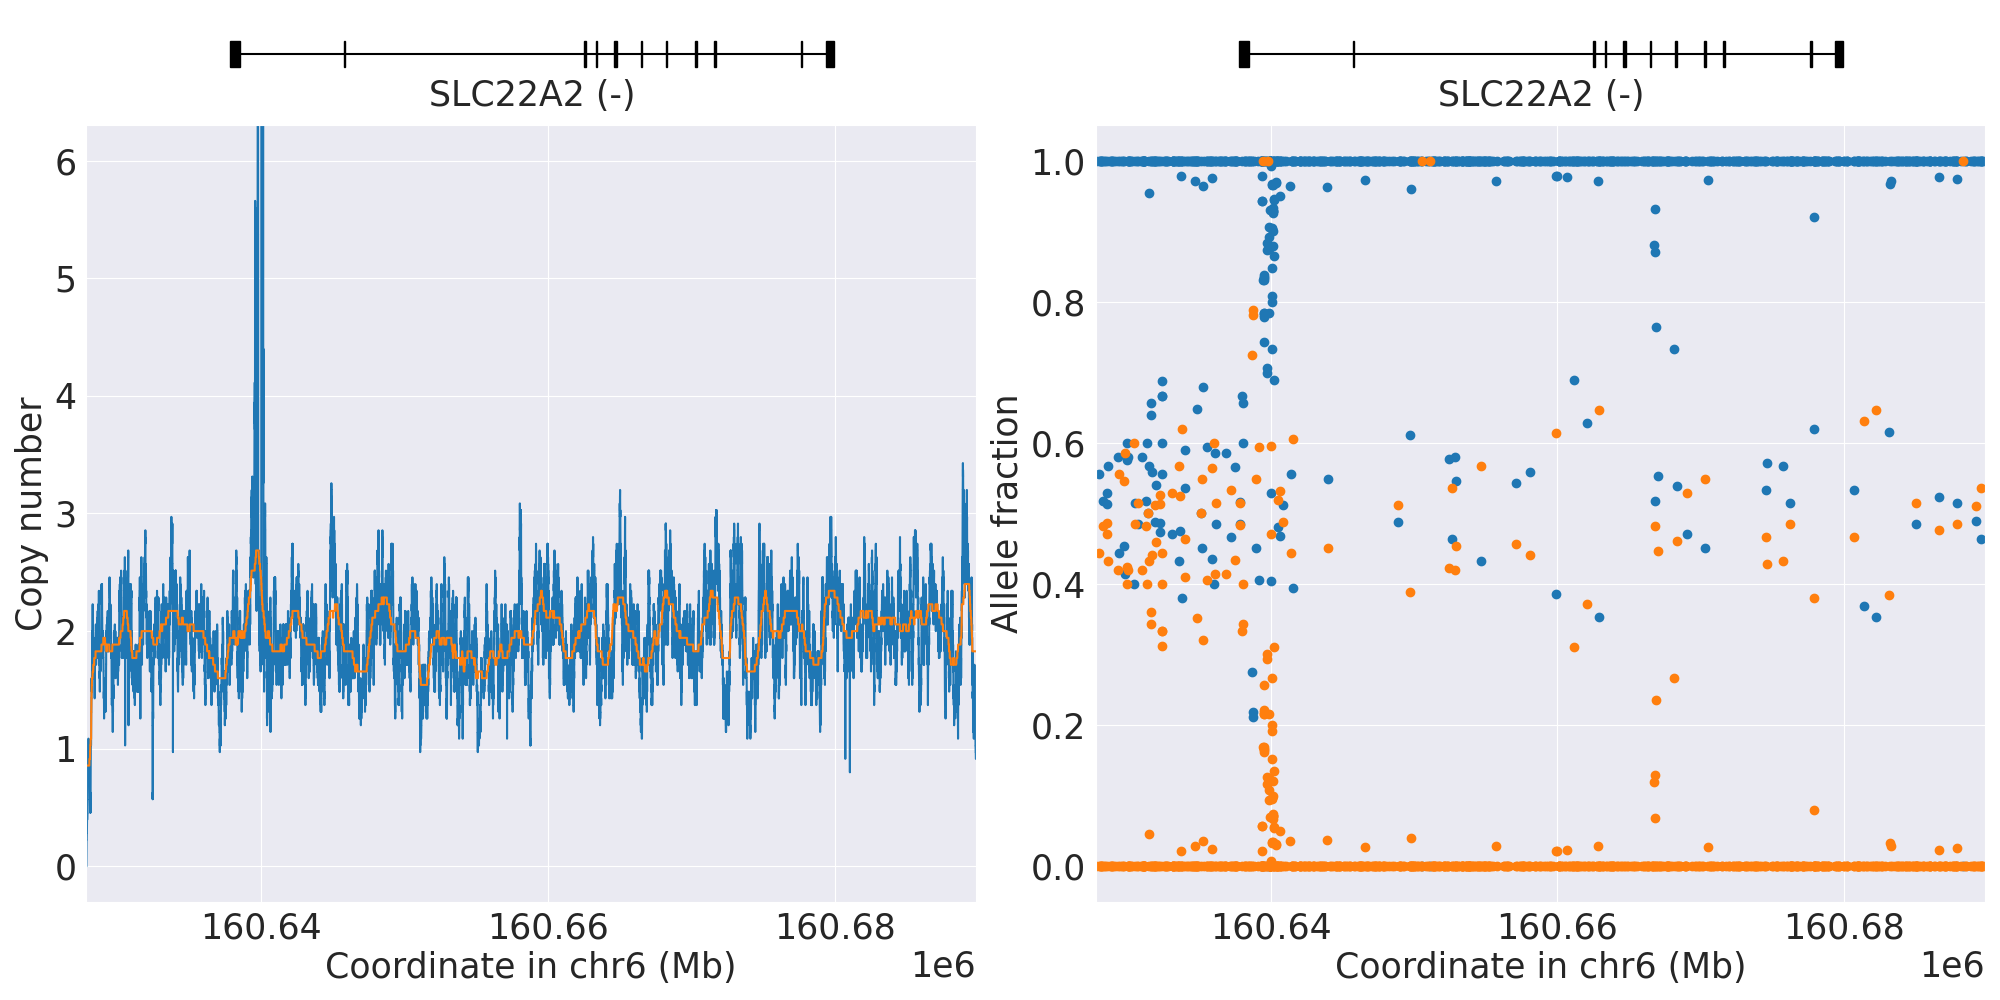 SLC22A2 (-)
6
5
4
3
2
1
0
Copy number
160.64
160.66
160.68
Coordinate in chr6 (Mb)
1e6
SLC22A2 (-)
1.0
0.8
0.6
0.4
0.2
0.0
Allele fraction
160.64
160.66
160.68
Coordinate in chr6 (Mb)
1e6